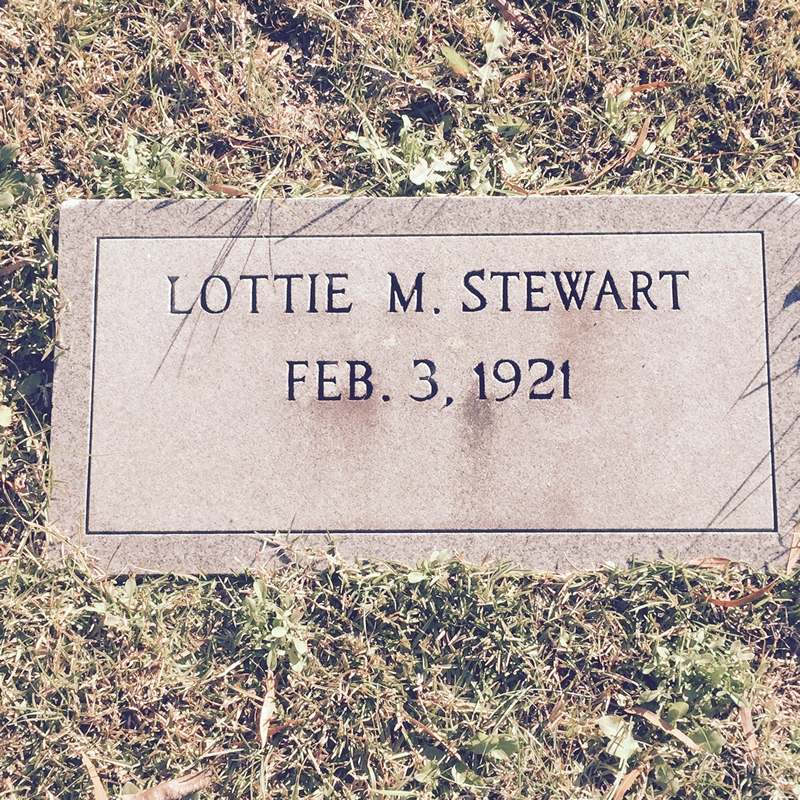 LOTTIE M. STEWART
FEB. 3, 1921